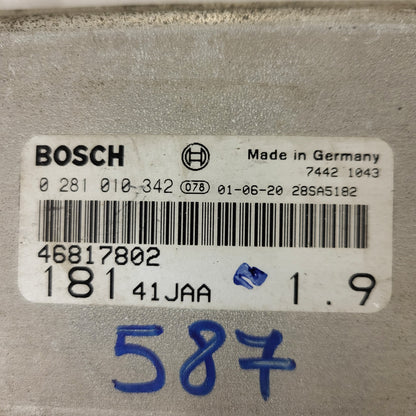 BOSCH Made in Germany
7442 1043
0 281 010 342 078 01-06-20 28SA5182
46817802
181 41JAA 1.9
587